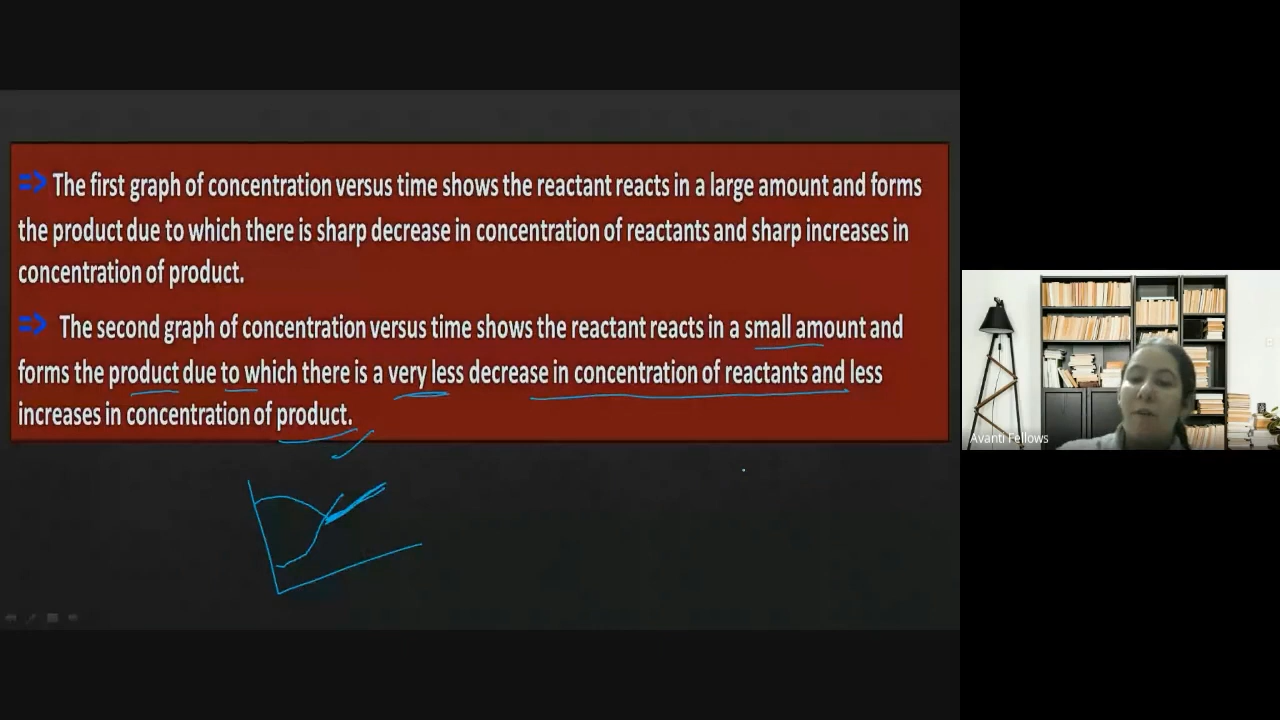 => The first graph of concentration versus time shows the reactant reacts in a large amount and forms
the product due to which there is sharp decrease in concentration of reactants and sharp increases in
concentration of product.
=> The second graph of concentration versus time shows the reactant reacts in a small amount and
forms the product due to which there is a very less decrease in concentration of reactants and less
increases in concentration of product.
Avanti Fellows